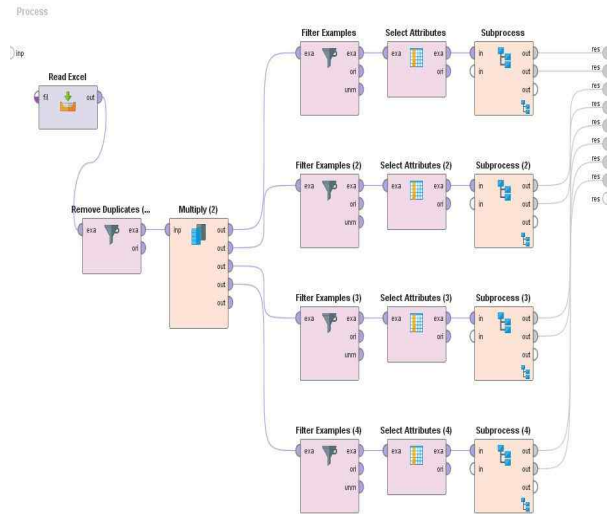 Process
inp
Read Excel
fil out
Remove Duplicates (...
exa exa
ori
Multiply (2)
inp out
out
out
out
out
Filter Examples
exa exa
ori
unm
Select Attributes
exa exa
ori
Subprocess
in out
in out
out
Filter Examples (2)
exa exa
ori
unm
Select Attributes (2)
exa exa
ori
Subprocess (2)
in out
in out
out
Filter Examples (3)
exa exa
ori
unm
Select Attributes (3)
exa exa
ori
Subprocess (3)
in out
in out
out
Filter Examples (4)
exa exa
ori
unm
Select Attributes (4)
exa exa
ori
Subprocess (4)
in out
in out
out
res
res
res
res
res
res
res
res
res